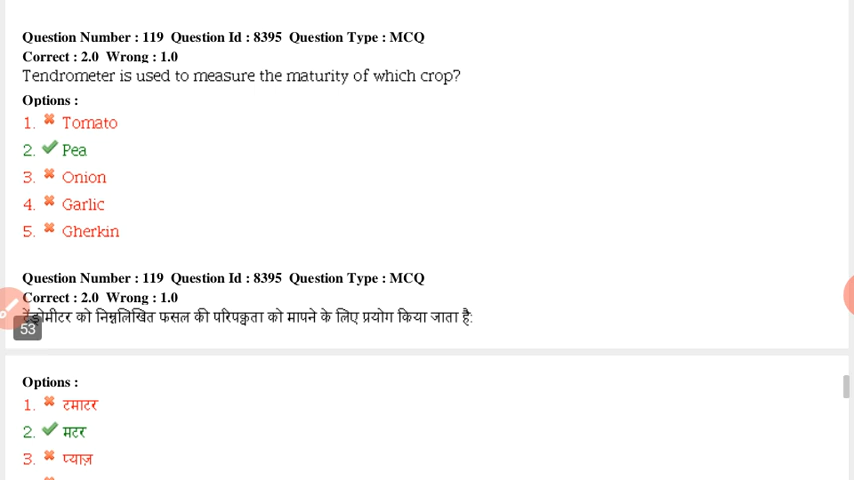 Question Number : 119 Question Id : 8395 Question Type : MCQ
Correct : 2.0 Wrong : 1.0
Tendrometer is used to measure the maturity of which crop?
Options :
1. Tomato
2. Pea
3. Onion
4. Garlic
5. Gherkin
Question Number : 119 Question Id : 8395 Question Type : MCQ
Correct : 2.0 Wrong : 1.0
टेंड्रोमीटर को निम्नलिखित फसल की परिपक्वता को मापने के लिए प्रयोग किया जाता है:
53
Options :
1. टमाटर
2. मटर
3. प्याज़